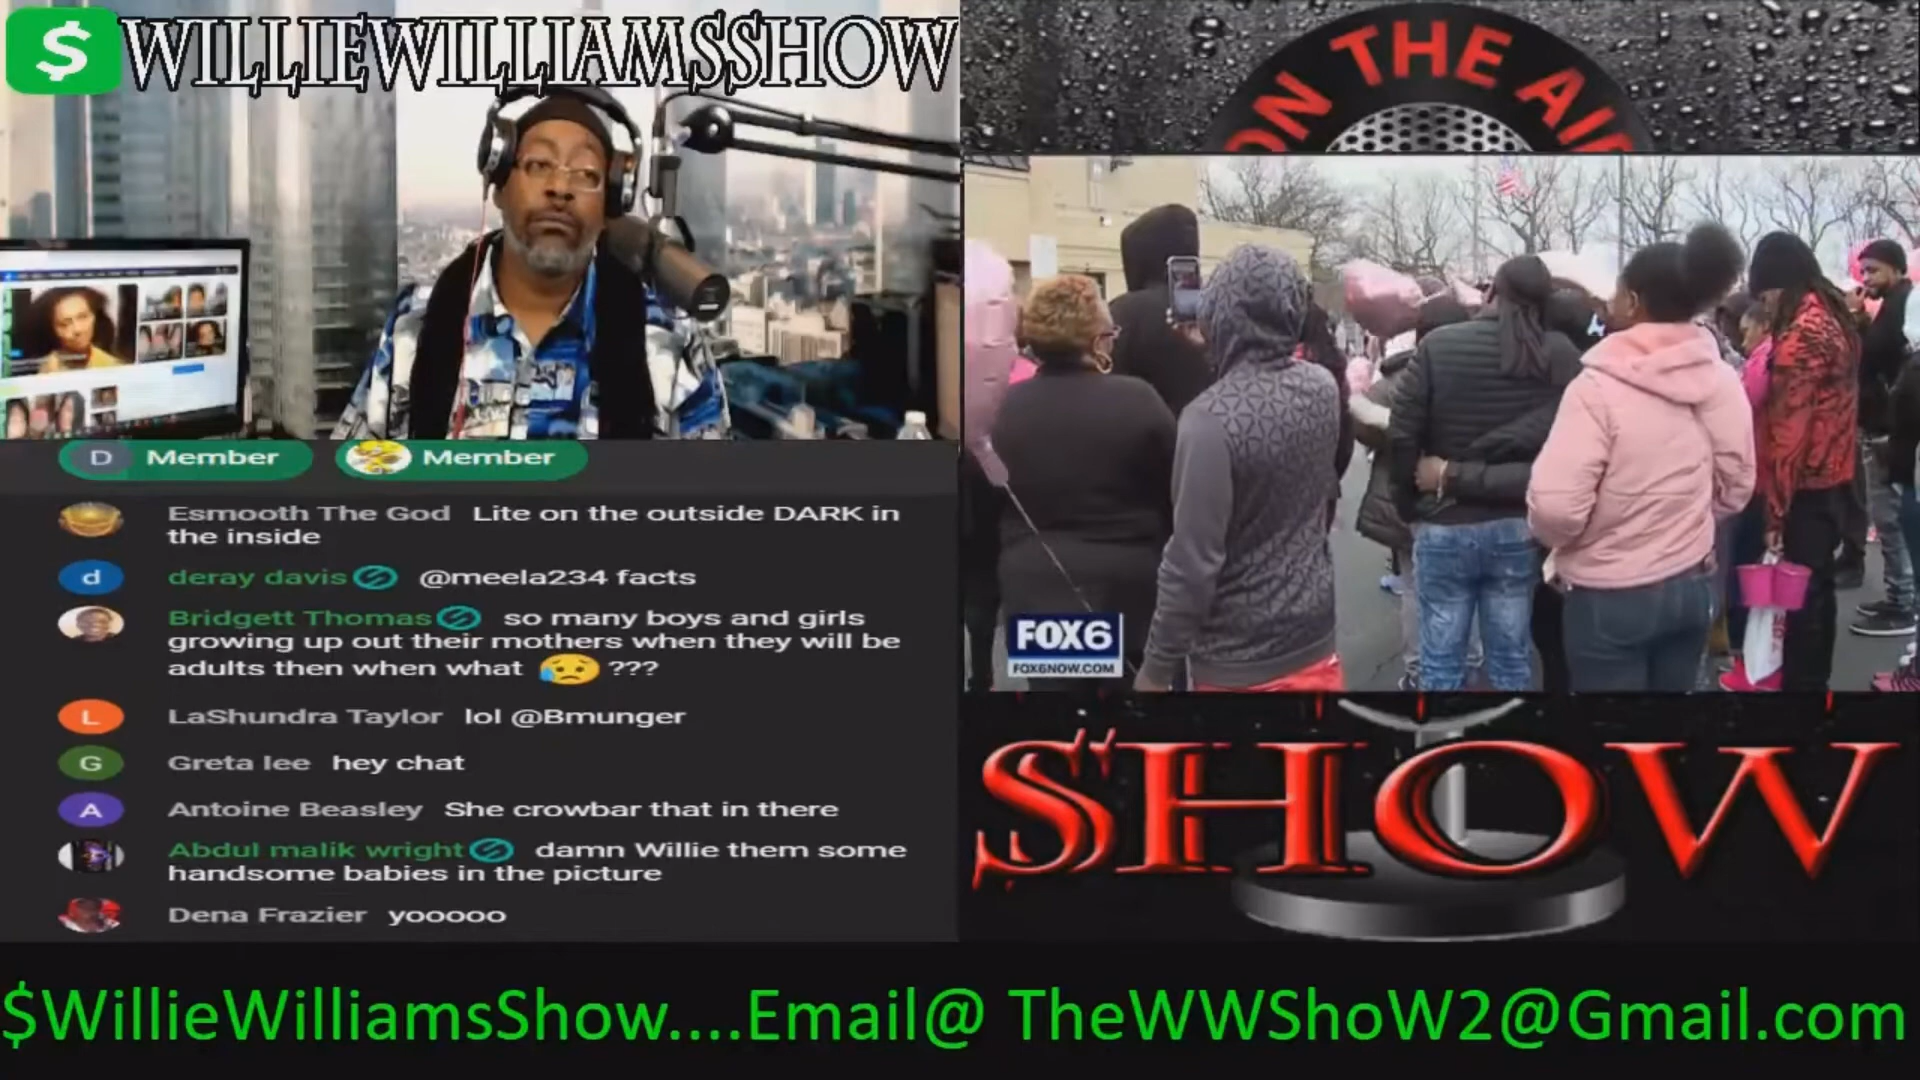 $ WILLIEWILLIAMSSHOW
ON THE AIR
D Member
Member
Esmooth The God Lite on the outside DARK in
the inside
d deray davis @meela234 facts
Bridgett Thomas so many boys and girls
growing up out their mothers when they will be
adults then when what 😥 ???
L LaShundra Taylor lol @Bmunger
G Greta lee hey chat
A Antoine Beasley She crowbar that in there
Abdul malik wright damn Willie them some
handsome babies in the picture
Dena Frazier yooooo
FOX6
FOX6NOW.COM
SHOW
$WillieWilliamsShow....Email@ TheWWShoW2@Gmail.com